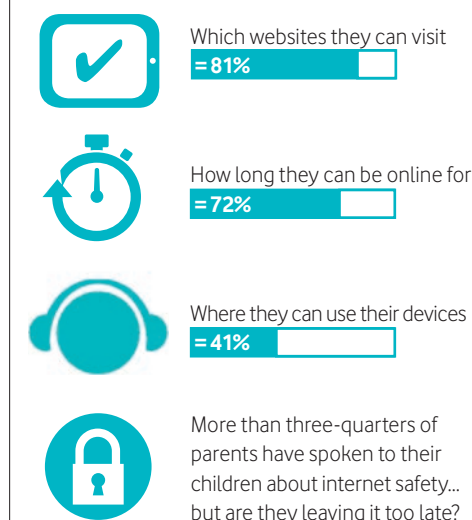 Which websites they can visit
= 81%
How long they can be online for
= 72%
Where they can use their devices
= 41%
More than three-quarters of
parents have spoken to their
children about internet safety...
but are they leaving it too late?